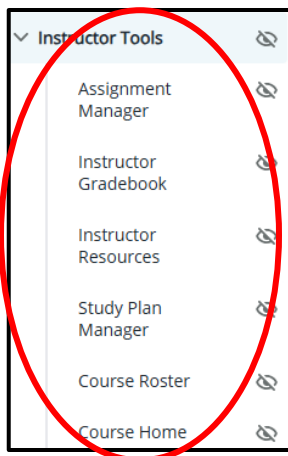 Instructor Tools
Assignment
Manager
Instructor
Gradebook
Instructor
Resources
Study Plan
Manager
Course Roster
Course Home